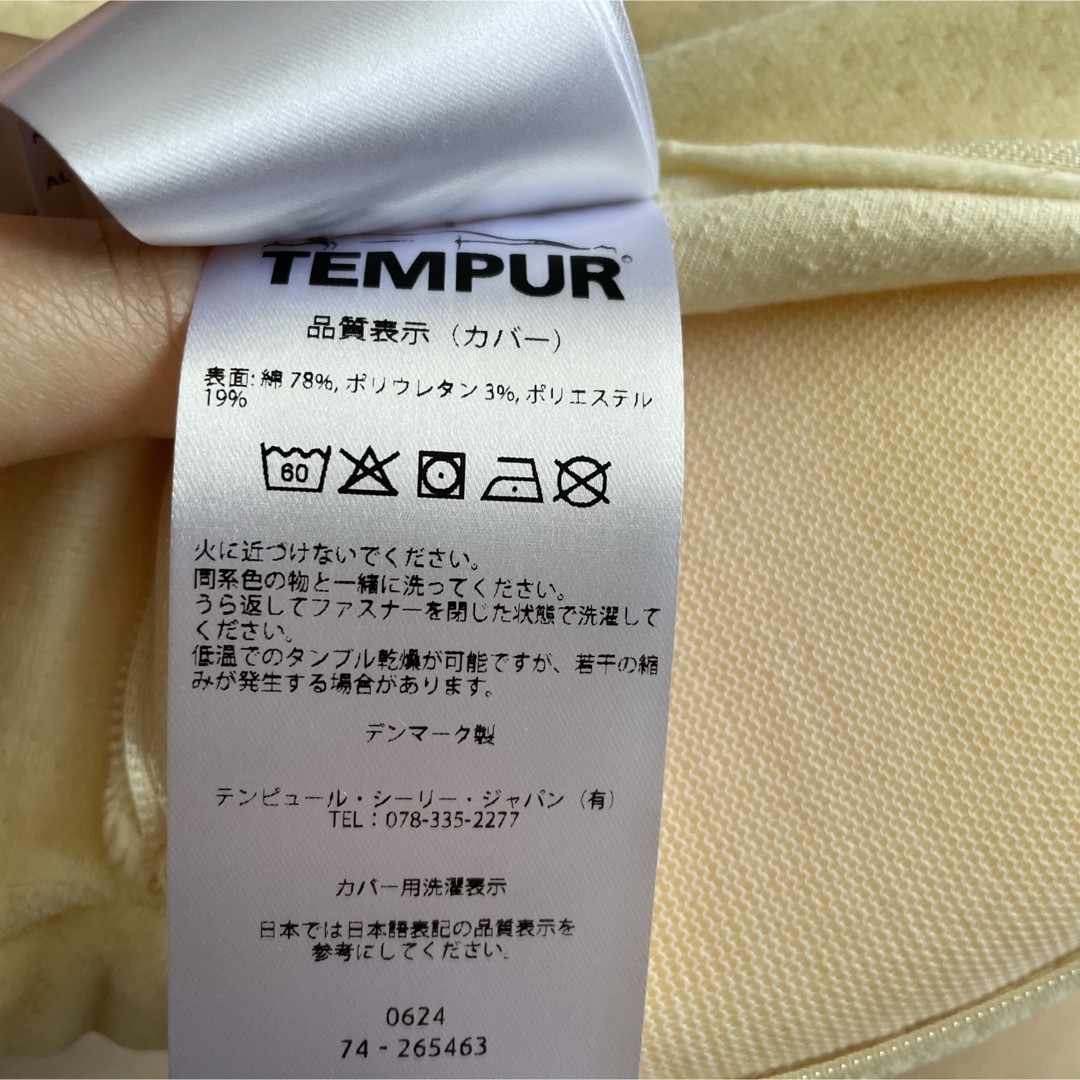 AL
TEMPUR®
品質表示（カバー）
表面: 綿 78%, ポリウレタン 3%, ポリエステル
19%
60
火に近づけないでください。
同系色の物と一緒に洗ってください。
うら返してファスナーを閉じた状態で洗濯して
ください。
低温でのタンブル乾燥が可能ですが、若干の縮
みが発生する場合があります。
デンマーク製
テンピュール・シーリー・ジャパン（有）
TEL：078-335-2277
カバー用洗濯表示
日本では日本語表記の品質表示を
参考にしてください。
0624
74 - 265463